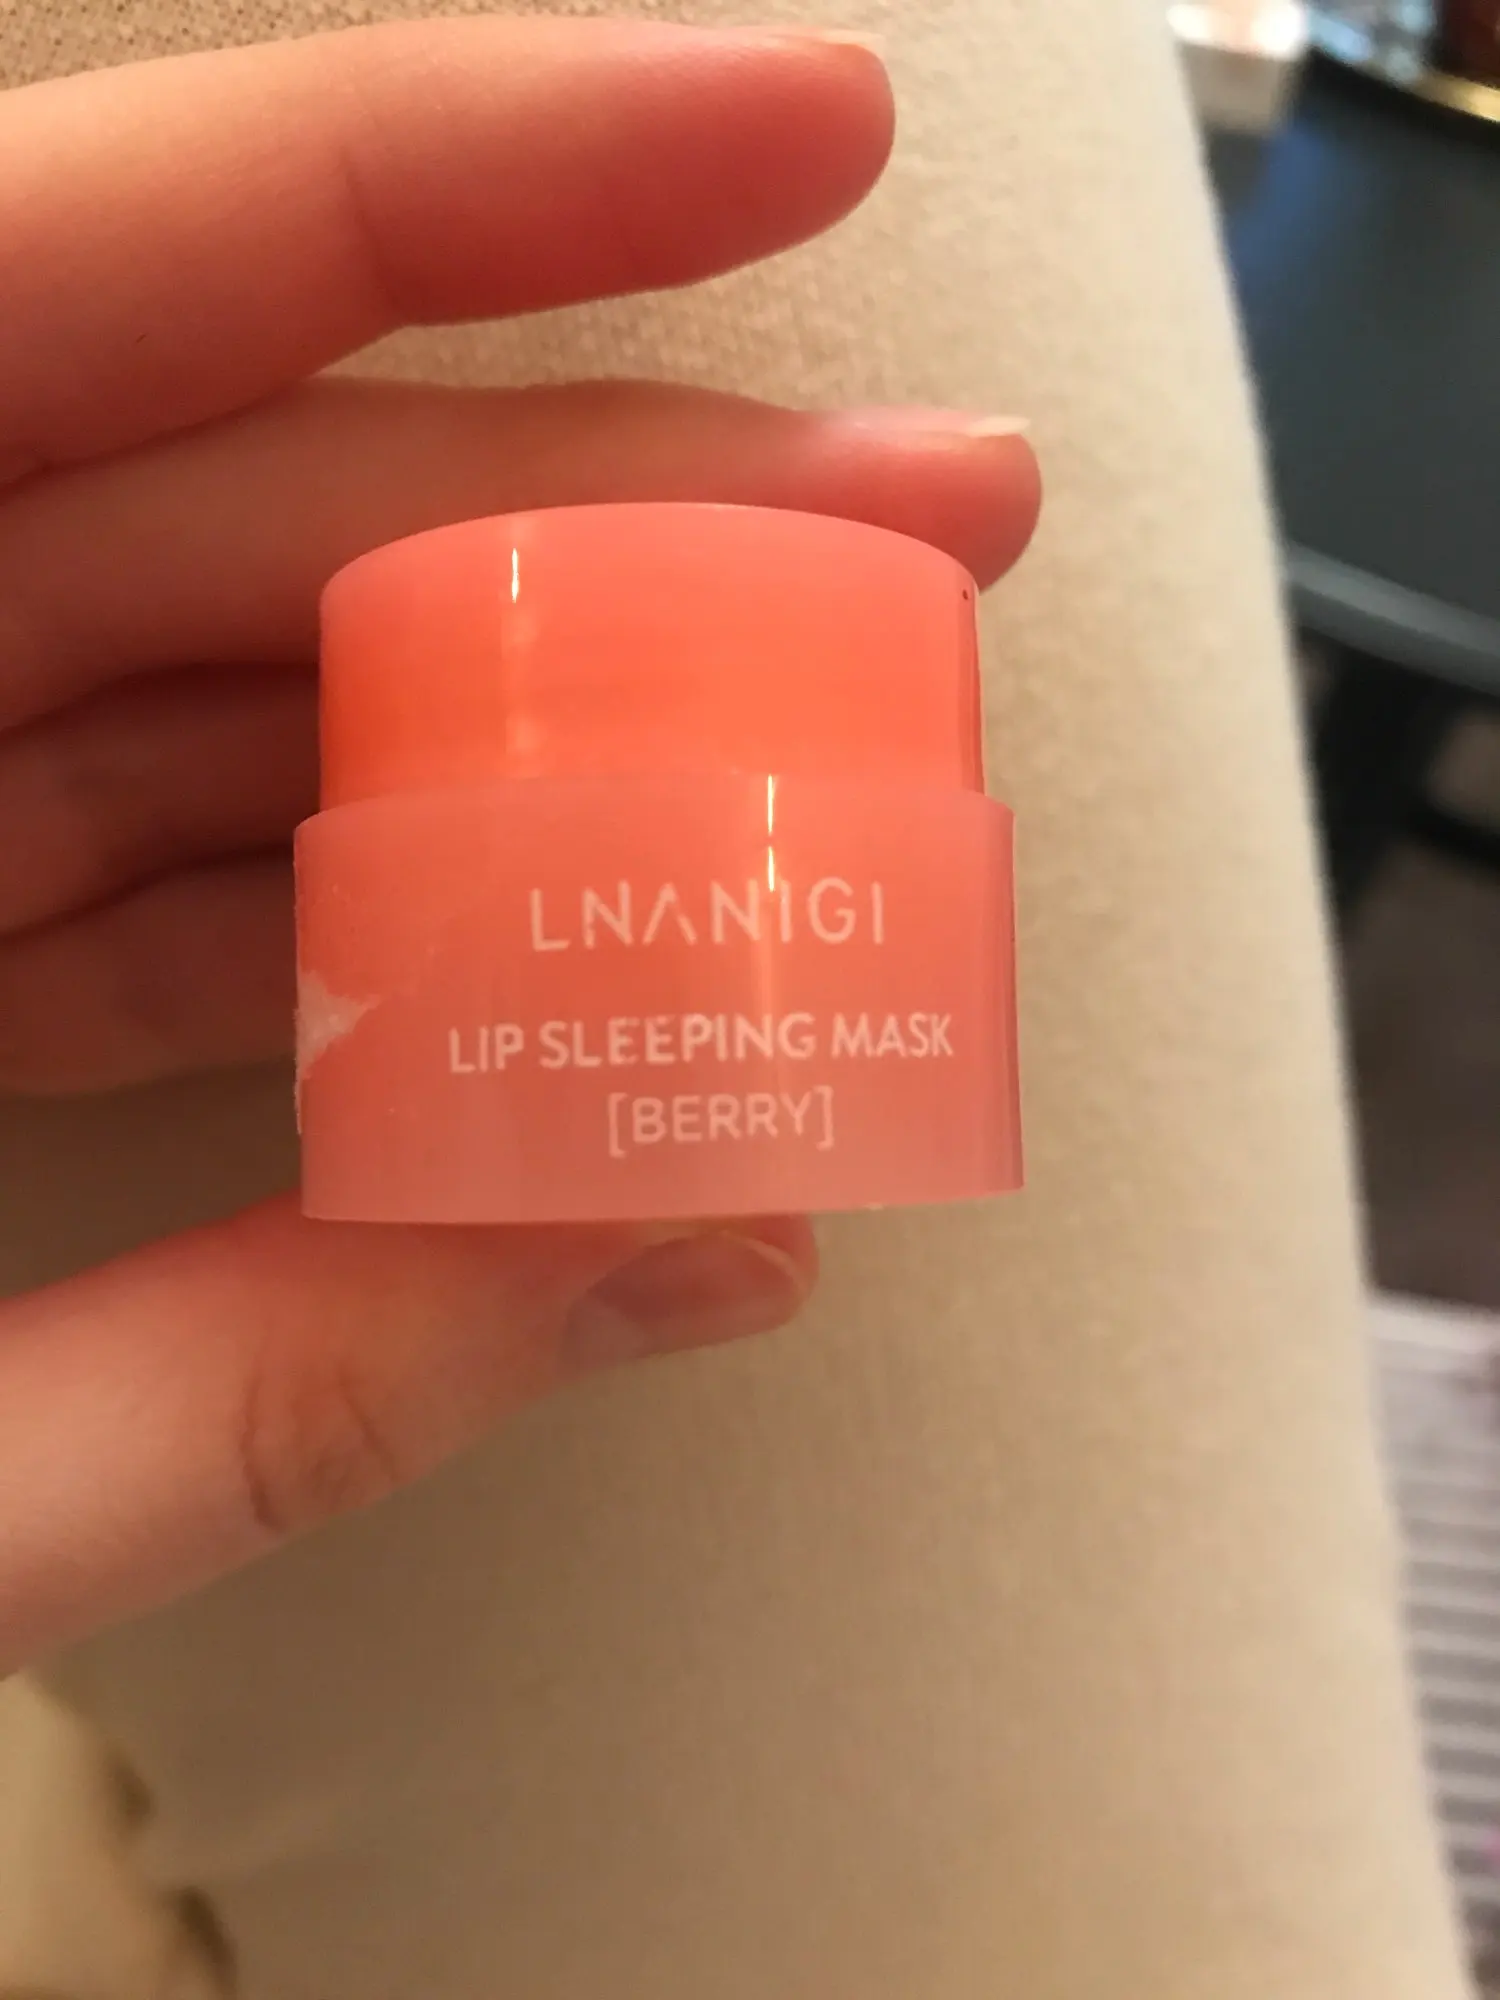 LNANIGI
LIP SLEEPING MASK
[BERRY]